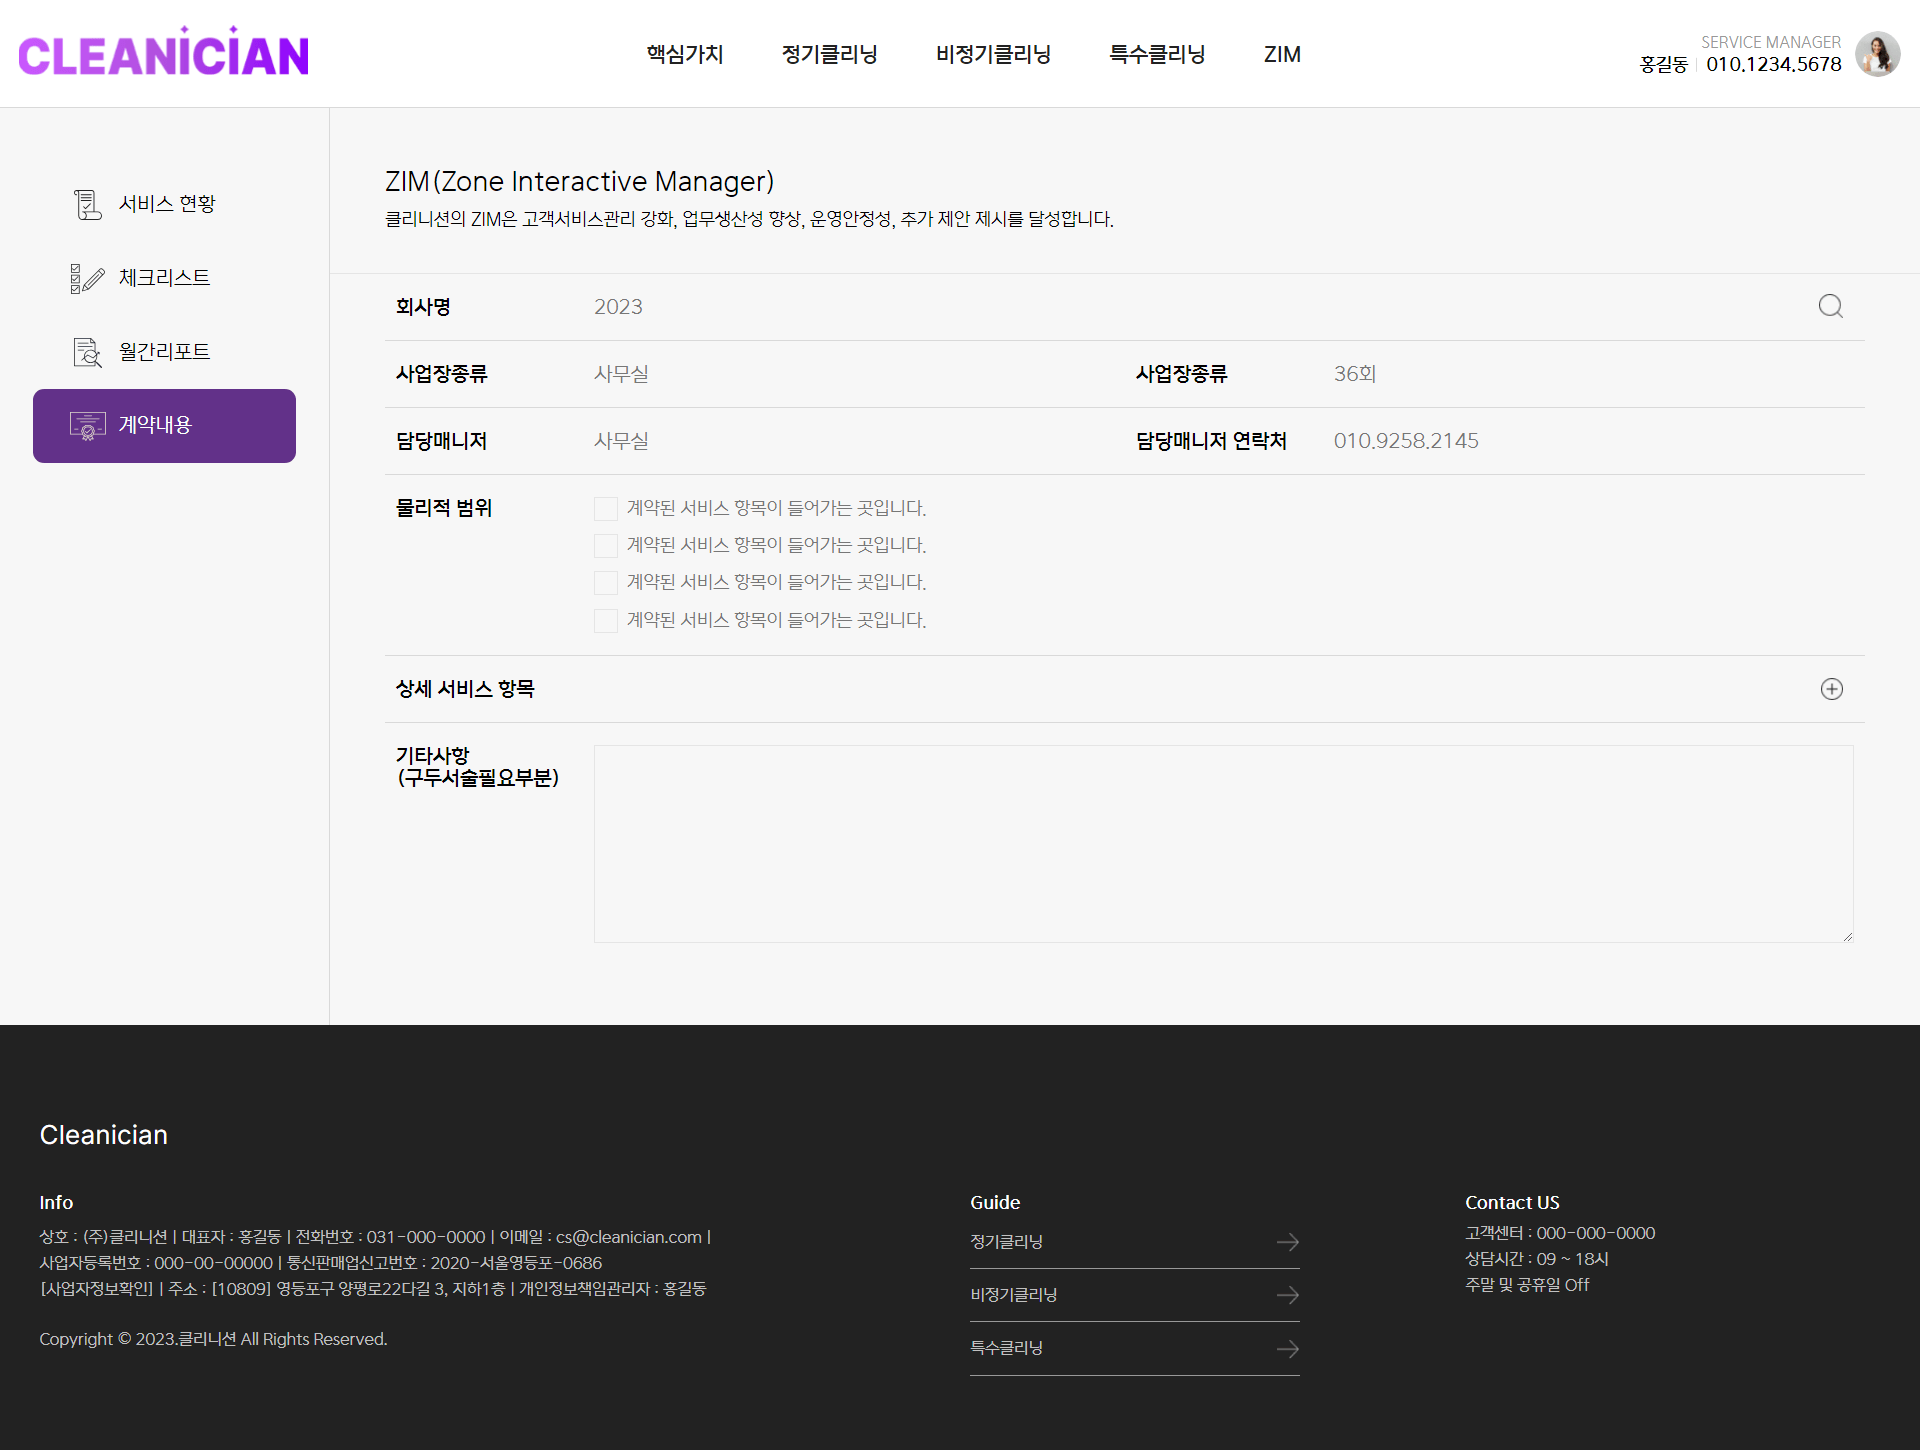 CLEANiCiAN
핵심가치 정기클리닝 비정기클리닝 특수클리닝 ZIM
SERVICE MANAGER
홍길동 | 010.1234.5678
서비스 현황
체크리스트
월간리포트
계약내용
ZIM(Zone Interactive Manager)
클리니션의 ZIM은 고객서비스관리 강화, 업무생산성 향상, 운영안정성, 추가 제안 제시를 달성합니다.
회사명 2023
사업장종류 사무실 사업장종류 36회
담당매니저 사무실 담당매니저 연락처 010.9258.2145
물리적 범위 계약된 서비스 항목이 들어가는 곳입니다.
계약된 서비스 항목이 들어가는 곳입니다.
계약된 서비스 항목이 들어가는 곳입니다.
계약된 서비스 항목이 들어가는 곳입니다.
상세 서비스 항목
기타사항
(구두서술필요부분)
Cleanician
Info
상호 : (주)클리니션 | 대표자 : 홍길동 | 전화번호 : 031-000-0000 | 이메일 : cs@cleanician.com |
사업자등록번호 : 000-00-00000 | 통신판매업신고번호 : 2020-서울영등포-0686
[사업자정보확인] | 주소 : [10809] 영등포구 양평로22다길 3, 지하1층 | 개인정보책임관리자 : 홍길동
Copyright © 2023.클리니션 All Rights Reserved.
Guide
정기클리닝
비정기클리닝
특수클리닝
Contact US
고객센터 : 000-000-0000
상담시간 : 09 ~ 18시
주말 및 공휴일 Off